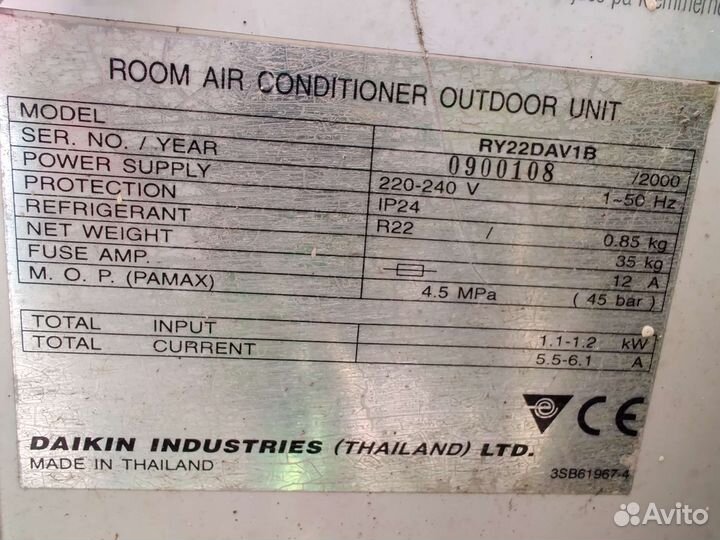 ROOM AIR CONDITIONER OUTDOOR UNIT
MODEL RY22DAV1B
SER. NO. / YEAR 0900108 /2000
POWER SUPPLY 220-240 V 1~50 Hz
PROTECTION IP24
REFRIGERANT R22 / 0.85 kg
NET WEIGHT 35 kg
FUSE AMP. 12 A
M. O. P. (PAMAX) 4.5 MPa ( 45 bar )
TOTAL INPUT 1.1-1.2 kW
TOTAL CURRENT 5.5-6.1 A
e CE
DAIKIN INDUSTRIES (THAILAND) LTD.
MADE IN THAILAND
3SB61967-4
Avito